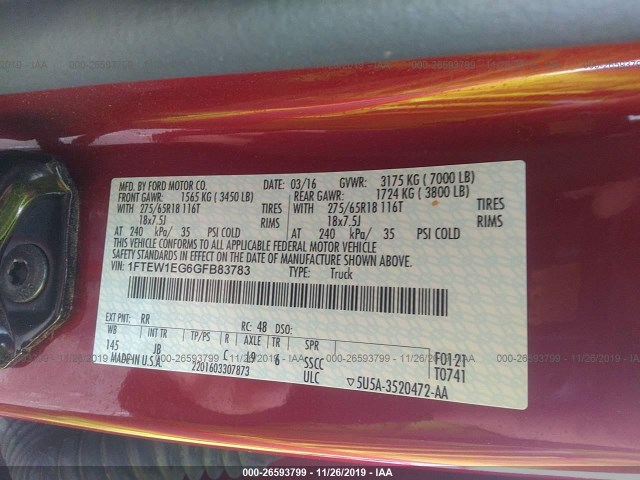 MFD. BY FORD MOTOR CO.
DATE: 03/16 GVWR: 3175 KG ( 7000 LB)
FRONT GAWR: 1565 KG ( 3450 LB)
REAR GAWR: 1724 KG ( 3800 LB)
WITH 275/65R18 116T TIRES
WITH 275/65R18 116T TIRES
18x7.5J RIMS
18x7.5J RIMS
AT 240 kPa/ 35 PSI COLD
AT 240 kPa/ 35 PSI COLD
THIS VEHICLE CONFORMS TO ALL APPLICABLE FEDERAL MOTOR VEHICLE
SAFETY STANDARDS IN EFFECT ON THE DATE OF MANUFACTURE SHOWN ABOVE.
VIN: 1FTEW1EG6GFB83783
TYPE: Truck
EXT PNT: RR RC: 48 DSO:
WB INT TR TP/PS R AXLE TR SPR
145 JB C L9 6 SSCC
MADE IN U.S.A. 2201603307873 ULC
F0121
T0741
▽5U5A-3520472-AA
000-26593799 - 11/26/2019 - IAA